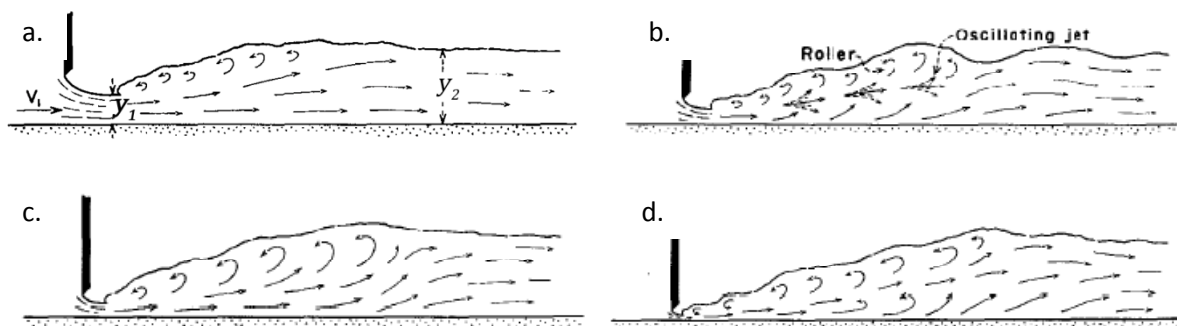 a.
V₁
y₁
y₂
b.
Roller
Oscillating jet
c.
d.